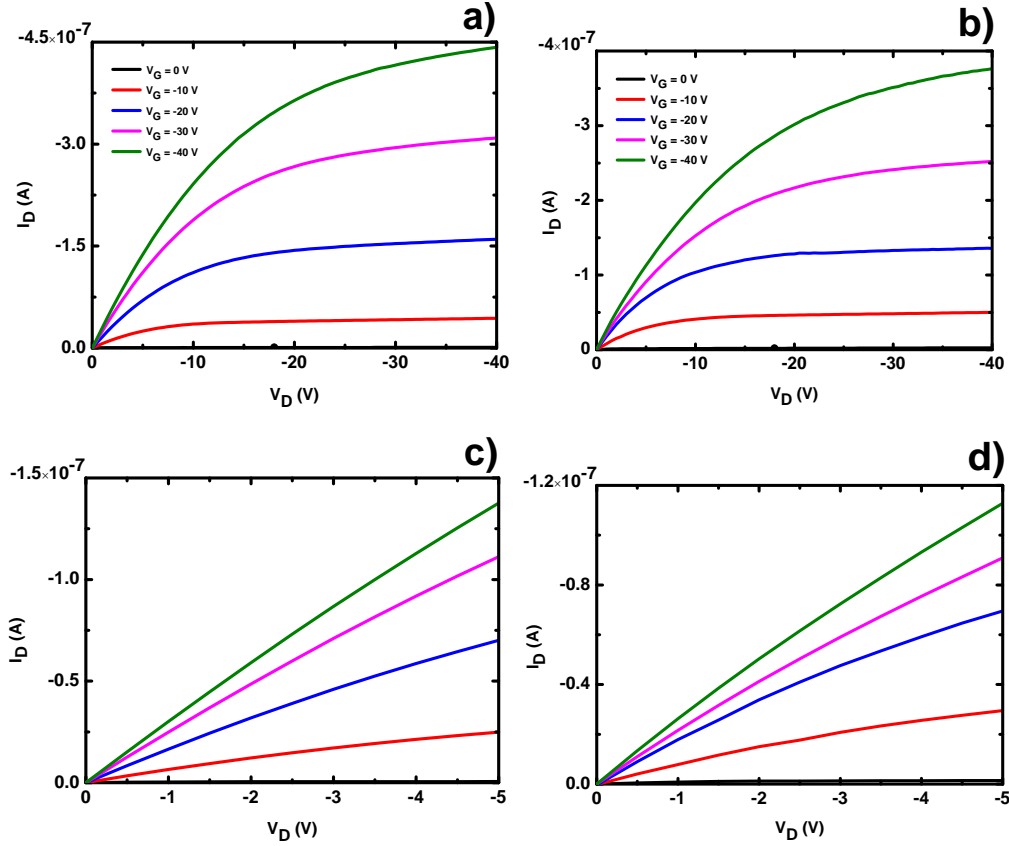 a)
-4.5×10⁻⁷
V_G = 0 V
V_G = -10 V
V_G = -20 V
V_G = -30 V
V_G = -40 V
-3.0
-1.5
0.0
I_D (A)
0 -10 -20 -30 -40
V_D (V)
b)
-4×10⁻⁷
V_G = 0 V
V_G = -10 V
V_G = -20 V
V_G = -30 V
V_G = -40 V
-3
-2
-1
0
I_D (A)
0 -10 -20 -30 -40
V_D (V)
c)
-1.5×10⁻⁷
-1.0
-0.5
0.0
I_D (A)
0 -1 -2 -3 -4 -5
V_D (V)
d)
-1.2×10⁻⁷
-0.8
-0.4
0.0
I_D (A)
0 -1 -2 -3 -4 -5
V_D (V)